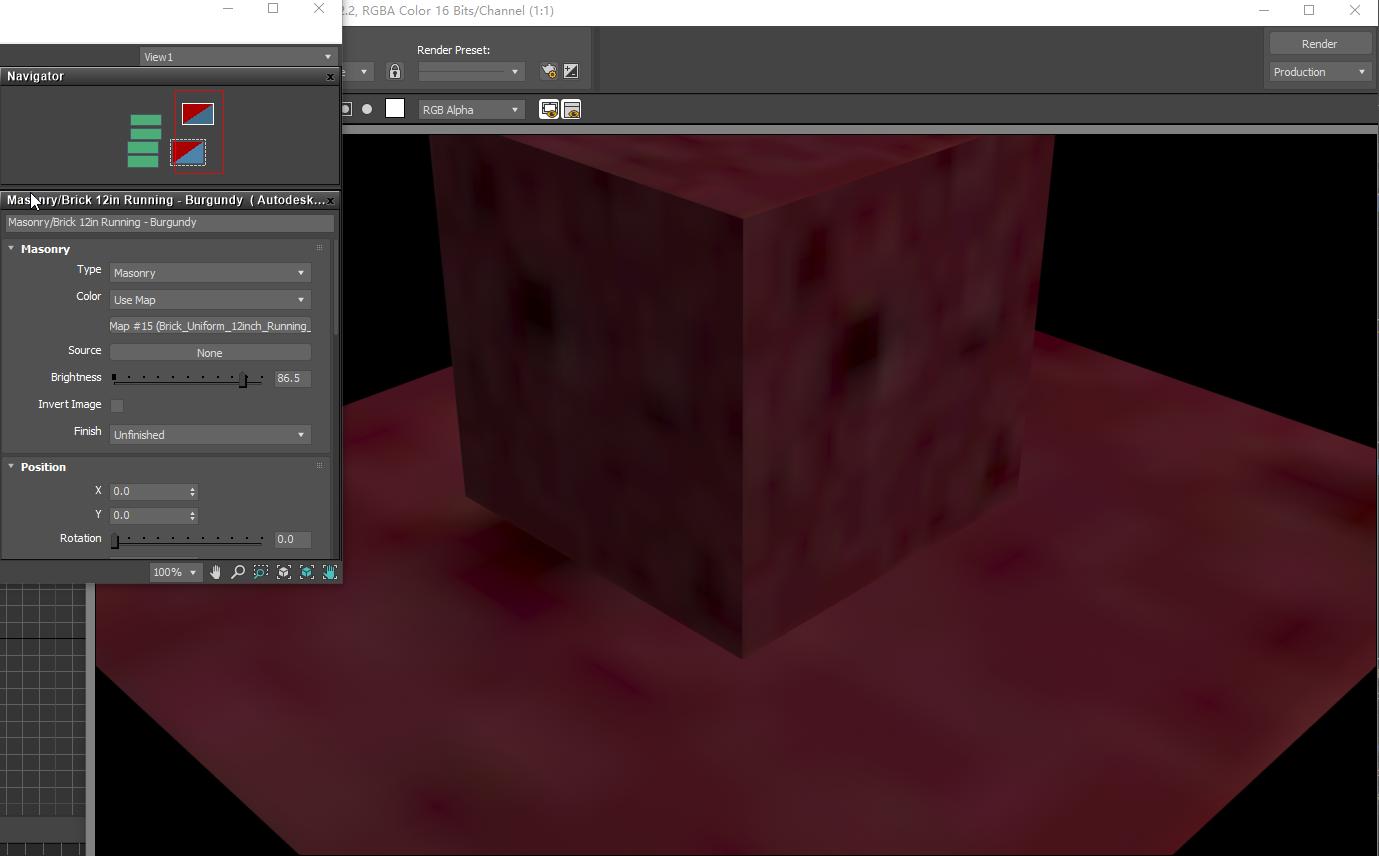 2.2, RGBA Color 16 Bits/Channel (1:1)
View1
Render Preset:
Render
Production
Navigator
RGB Alpha
Masonry/Brick 12in Running - Burgundy ( Autodesk...
Masonry/Brick 12in Running - Burgundy
Masonry
Type
Masonry
Color
Use Map
Map #15 (Brick_Uniform_12inch_Running_
Source
None
Brightness
86.5
Invert Image
Finish
Unfinished
Position
X
0.0
Y
0.0
Rotation
0.0
100%